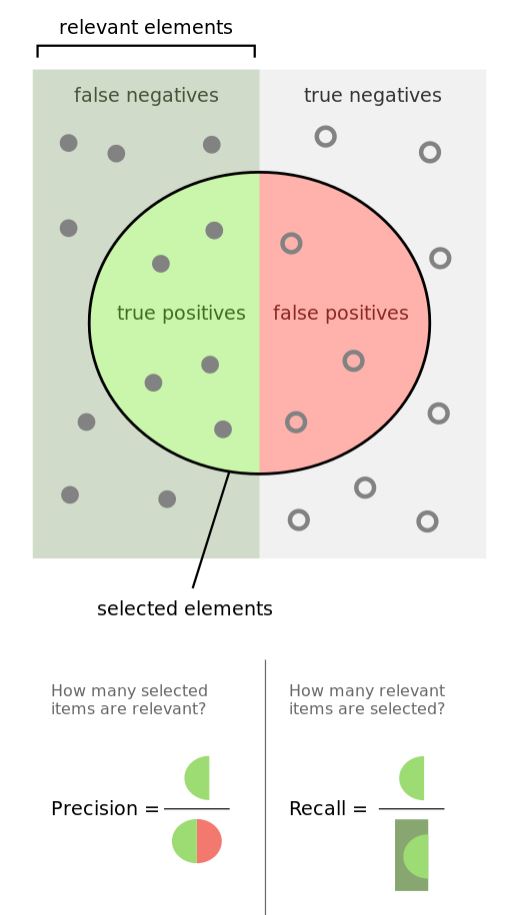 relevant elements
false negatives
true negatives
true positives
false positives
selected elements
How many selected
items are relevant?
How many relevant
items are selected?
Precision =
Recall =